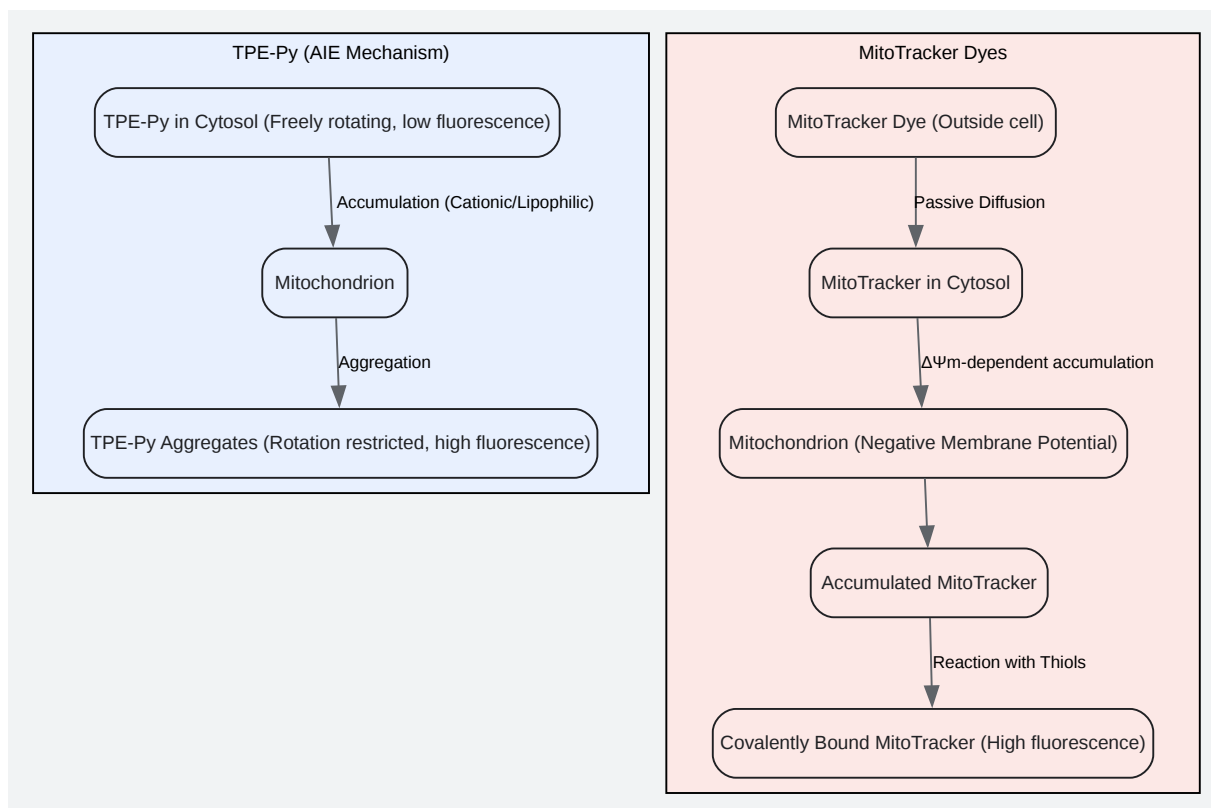 TPE-Py (AIE Mechanism)
TPE-Py in Cytosol (Freely rotating, low fluorescence)
Accumulation (Cationic/Lipophilic)
Mitochondrion
Aggregation
TPE-Py Aggregates (Rotation restricted, high fluorescence)
MitoTracker Dyes
MitoTracker Dye (Outside cell)
Passive Diffusion
MitoTracker in Cytosol
ΔΨm-dependent accumulation
Mitochondrion (Negative Membrane Potential)
Accumulated MitoTracker
Reaction with Thiols
Covalently Bound MitoTracker (High fluorescence)